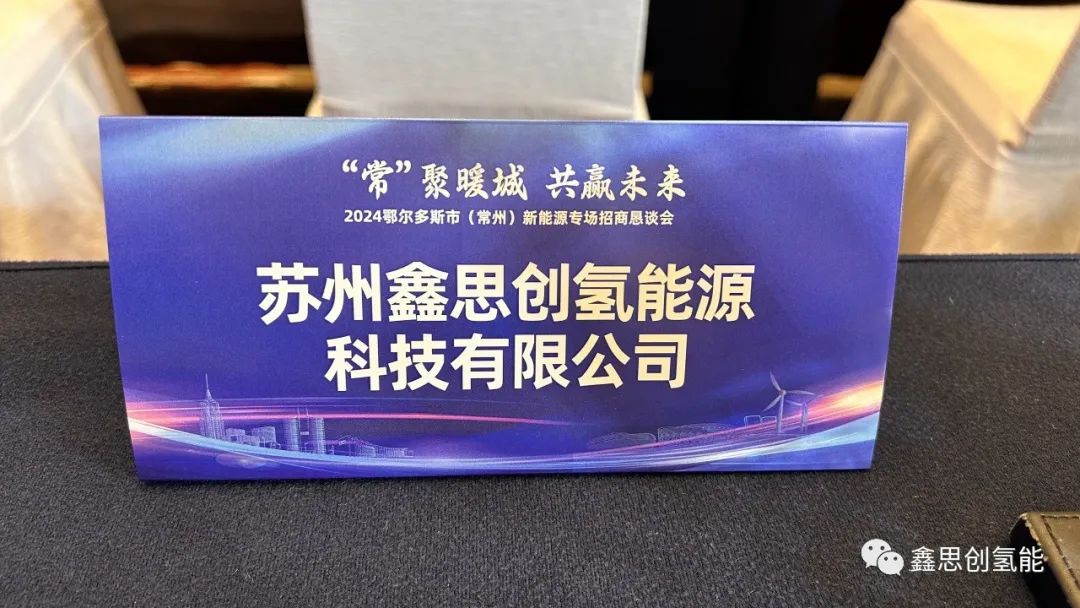 “常”聚暖城 共赢未来
2024鄂尔多斯市（常州）新能源专场招商恳谈会
苏州鑫思创氢能源
科技有限公司
鑫思创氢能